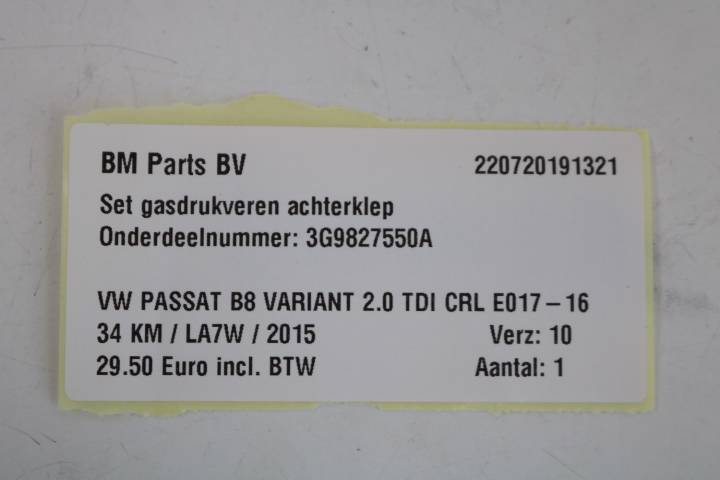 BM Parts BV 220720191321
Set gasdrukveren achterklep
Onderdeelnummer: 3G9827550A
VW PASSAT B8 VARIANT 2.0 TDI CRL E017-16
34 KM / LA7W / 2015 Verz: 10
29.50 Euro incl. BTW Aantal: 1